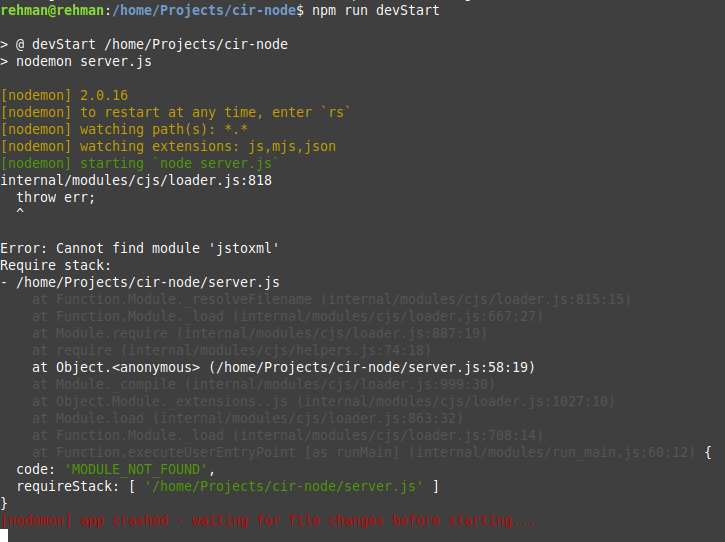 rehman@rehman:/home/Projects/cir-node$ npm run devStart
> @ devStart /home/Projects/cir-node
> nodemon server.js
[nodemon] 2.0.16
[nodemon] to restart at any time, enter `rs`
[nodemon] watching path(s): *.*
[nodemon] watching extensions: js,mjs,json
[nodemon] starting `node server.js`
internal/modules/cjs/loader.js:818
  throw err;
  ^
Error: Cannot find module 'jstoxml'
Require stack:
- /home/Projects/cir-node/server.js
    at Function.Module._resolveFilename (internal/modules/cjs/loader.js:815:15)
    at Function.Module._load (internal/modules/cjs/loader.js:667:27)
    at Module.require (internal/modules/cjs/loader.js:887:19)
    at require (internal/modules/cjs/helpers.js:74:18)
    at Object.<anonymous> (/home/Projects/cir-node/server.js:58:19)
    at Module._compile (internal/modules/cjs/loader.js:999:30)
    at Object.Module._extensions..js (internal/modules/cjs/loader.js:1027:10)
    at Module.load (internal/modules/cjs/loader.js:863:32)
    at Function.Module._load (internal/modules/cjs/loader.js:708:14)
    at Function.executeUserEntryPoint [as runMain] (internal/modules/run_main.js:60:12) {
  code: 'MODULE_NOT_FOUND',
  requireStack: [ '/home/Projects/cir-node/server.js' ]
}
[nodemon] app crashed - waiting for file changes before starting...